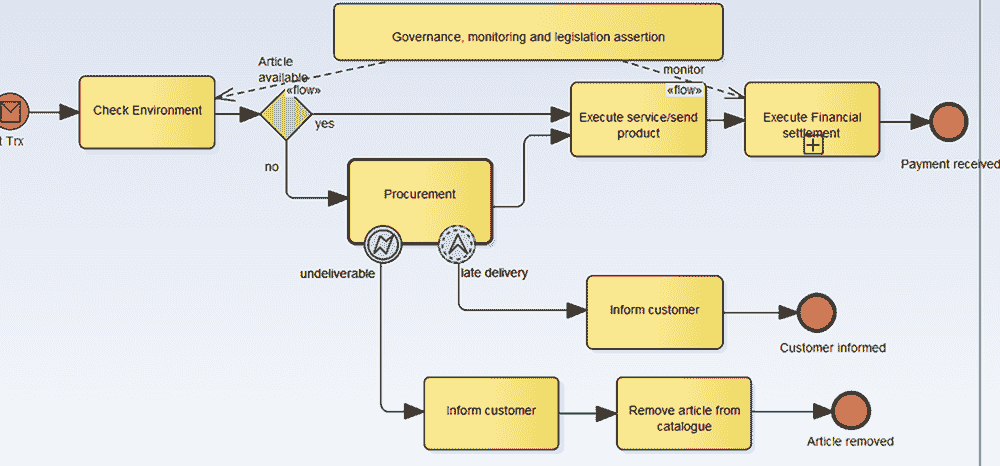 Governance, monitoring and legislation assertion
Article
available
«flow»
monitor
«flow»
Check Environment
t Trx
yes
no
Execute service/send
product
Execute Financial
settlement
Payment received
Procurement
undeliverable
late delivery
Inform customer
Customer informed
Inform customer
Remove article from
catalogue
Article removed